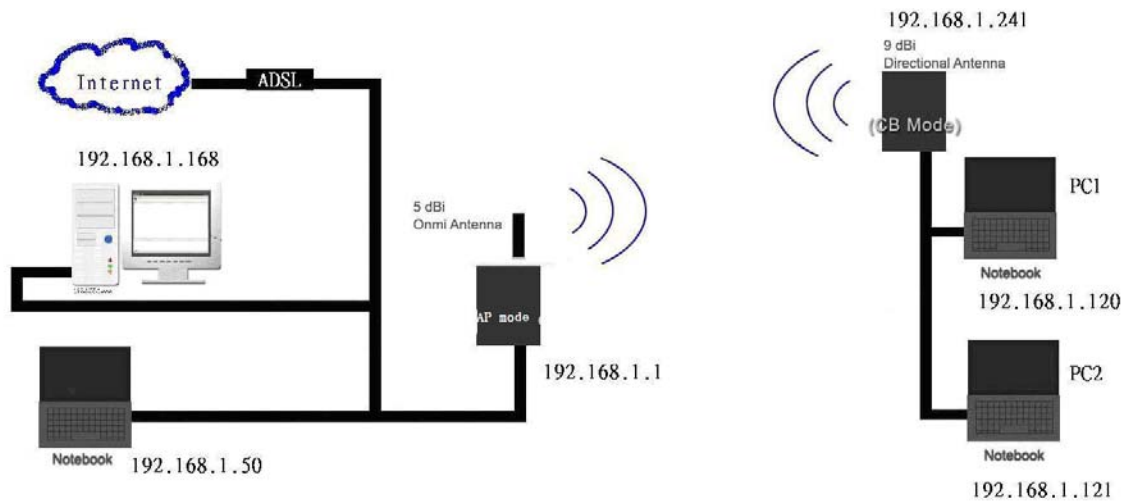 192.168.1.241
9 dBi
Directional Antenna
Internet
ADSL
(CB Mode)
192.168.1.168
PC1
5 dBi
Onmi Antenna
Notebook
192.168.1.120
AP mode
192.168.1.1
PC2
Notebook
192.168.1.50
Notebook
192.168.1.121